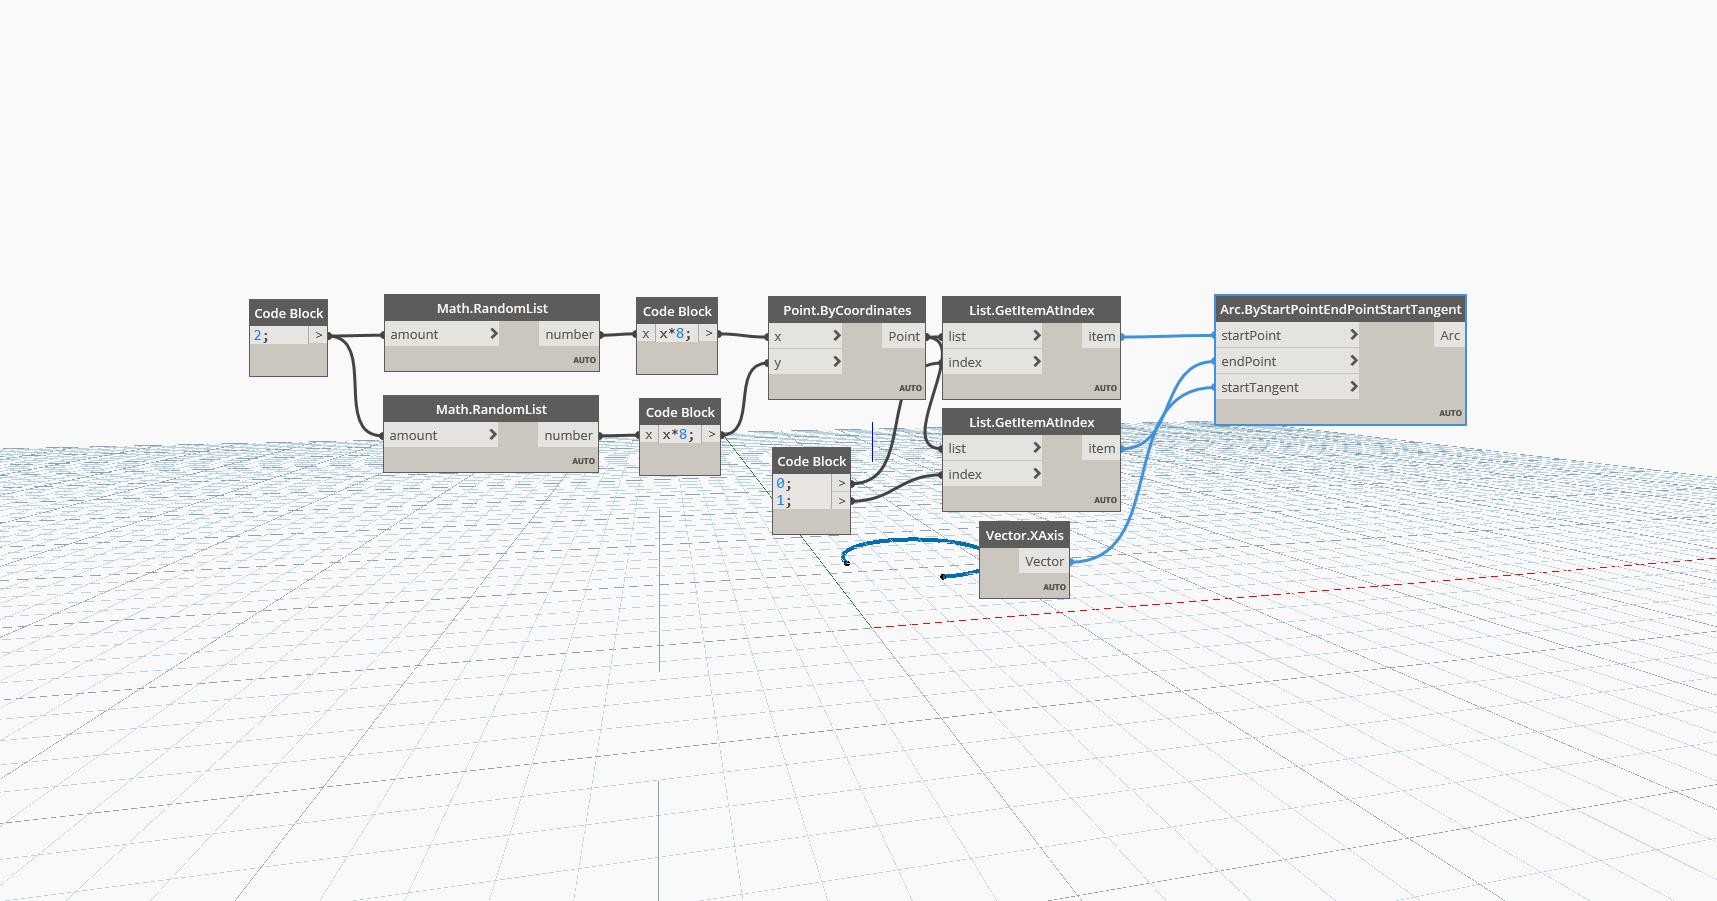 Code Block
2; >
Math.RandomList
amount > number
AUTO
Math.RandomList
amount > number
AUTO
Code Block
x x*8; >
Code Block
x x*8; >
Point.ByCoordinates
x > Point
y >
AUTO
Code Block
0; >
1; >
List.GetItemAtIndex
list > item
index >
AUTO
List.GetItemAtIndex
list > item
index >
AUTO
Vector.XAxis
Vector
AUTO
Arc.ByStartPointEndPointStartTangent
startPoint > Arc
endPoint >
startTangent >
AUTO